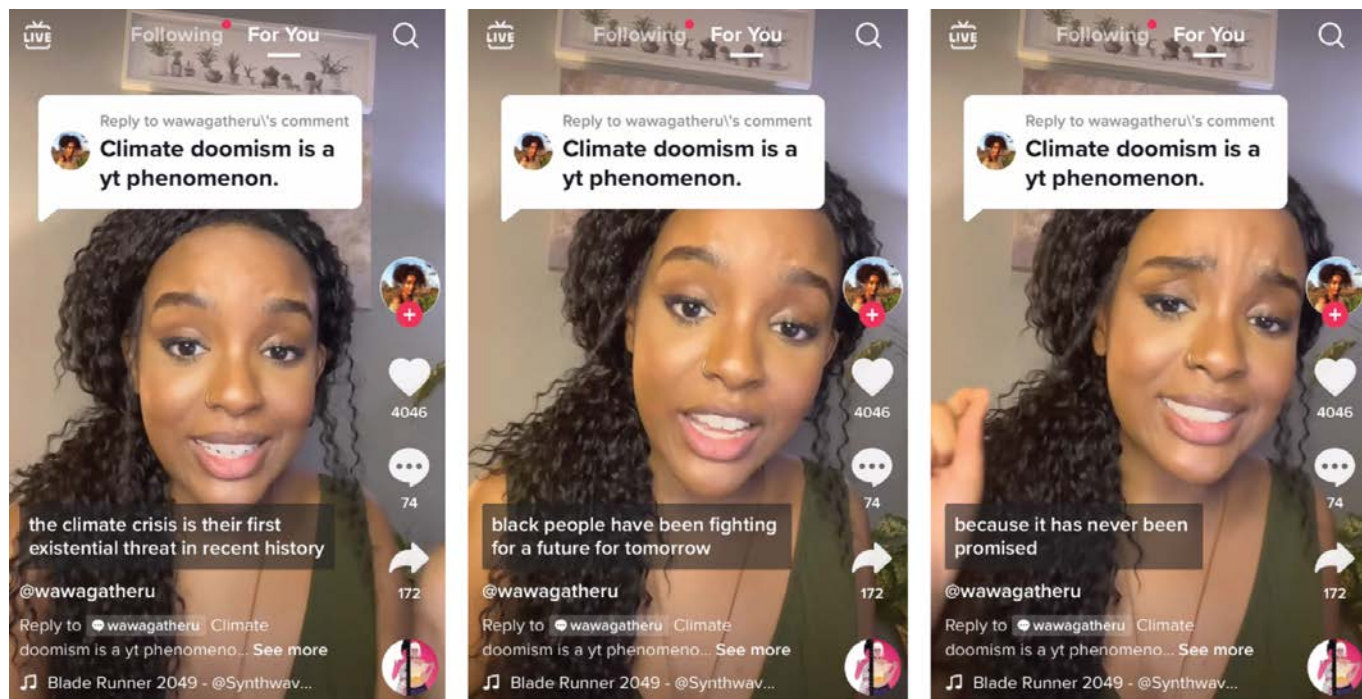 LIVE
Following For You
Reply to wawagatheru\'s comment
Climate doomism is a
yt phenomenon.
4046
74
the climate crisis is their first
existential threat in recent history
172
@wawagatheru
Reply to wawagatheru Climate
doomism is a yt phenomeno... See more
Blade Runner 2049 - @Synthwav...
LIVE
Following For You
Reply to wawagatheru\'s comment
Climate doomism is a
yt phenomenon.
4046
74
black people have been fighting
for a future for tomorrow
172
@wawagatheru
Reply to wawagatheru Climate
doomism is a yt phenomeno... See more
Blade Runner 2049 - @Synthwav...
LIVE
Following For You
Reply to wawagatheru\'s comment
Climate doomism is a
yt phenomenon.
4046
74
because it has never been
promised
172
@wawagatheru
Reply to wawagatheru Climate
doomism is a yt phenomeno... See more
Blade Runner 2049 - @Synthwav...